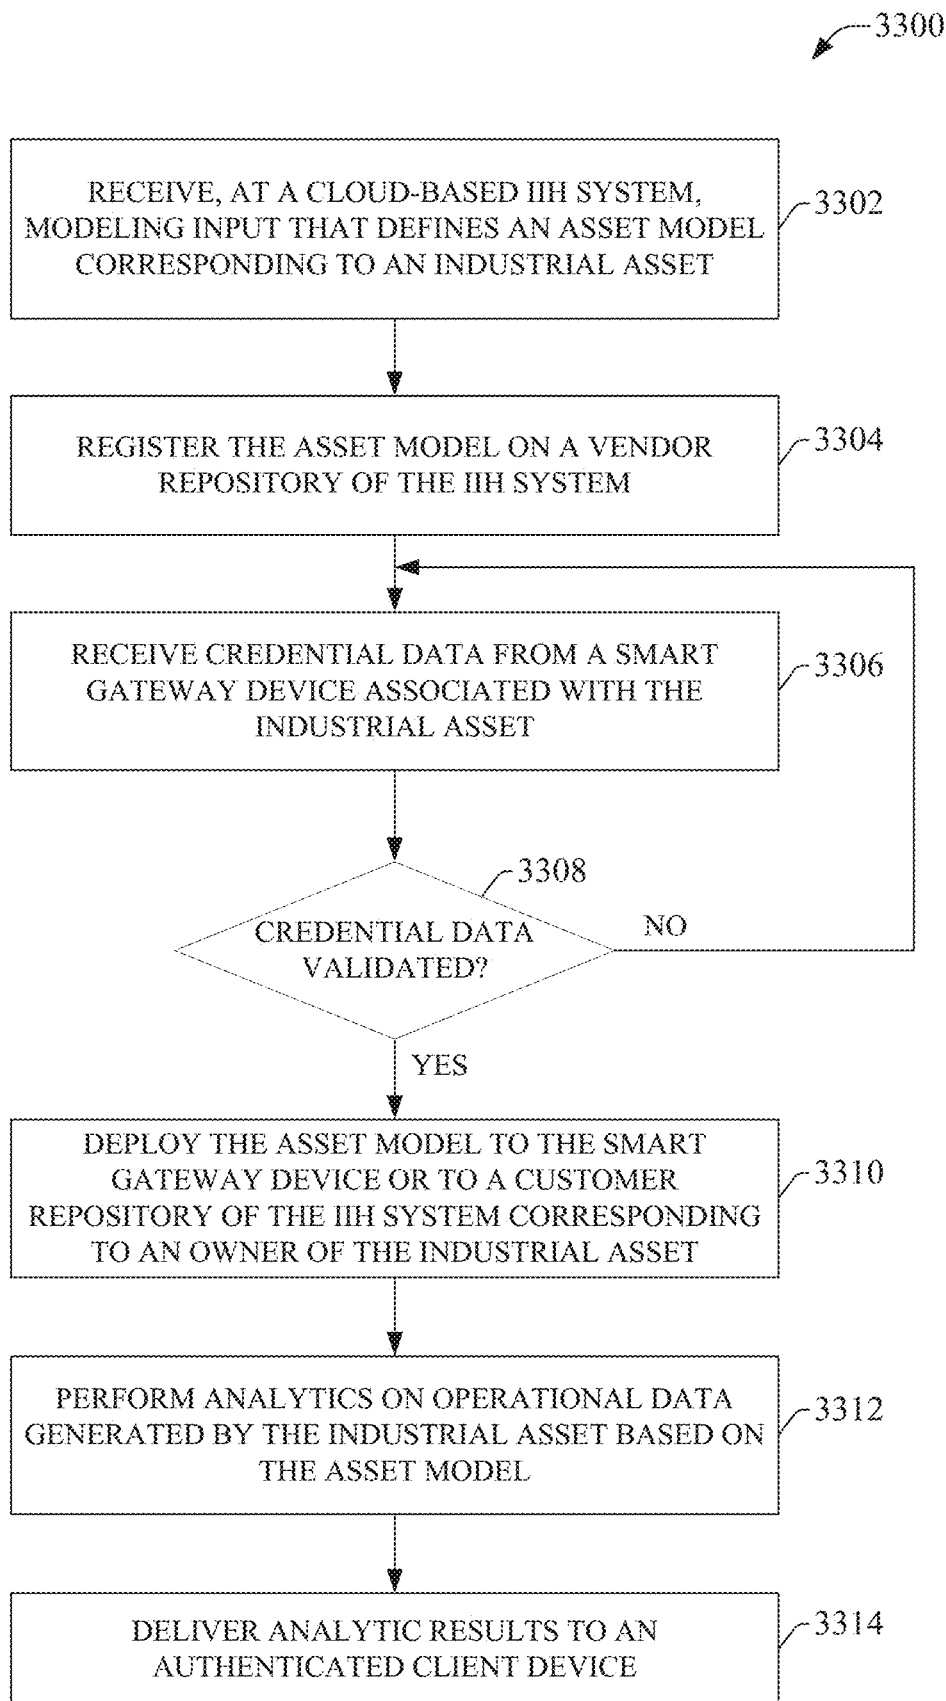 3300
RECEIVE, AT A CLOUD-BASED IIH SYSTEM,
MODELING INPUT THAT DEFINES AN ASSET MODEL
CORRESPONDING TO AN INDUSTRIAL ASSET
3302
REGISTER THE ASSET MODEL ON A VENDOR
REPOSITORY OF THE IIH SYSTEM
3304
RECEIVE CREDENTIAL DATA FROM A SMART
GATEWAY DEVICE ASSOCIATED WITH THE
INDUSTRIAL ASSET
3306
3308
CREDENTIAL DATA
VALIDATED?
NO
YES
DEPLOY THE ASSET MODEL TO THE SMART
GATEWAY DEVICE OR TO A CUSTOMER
REPOSITORY OF THE IIH SYSTEM CORRESPONDING
TO AN OWNER OF THE INDUSTRIAL ASSET
3310
PERFORM ANALYTICS ON OPERATIONAL DATA
GENERATED BY THE INDUSTRIAL ASSET BASED ON
THE ASSET MODEL
3312
DELIVER ANALYTIC RESULTS TO AN
AUTHENTICATED CLIENT DEVICE
3314